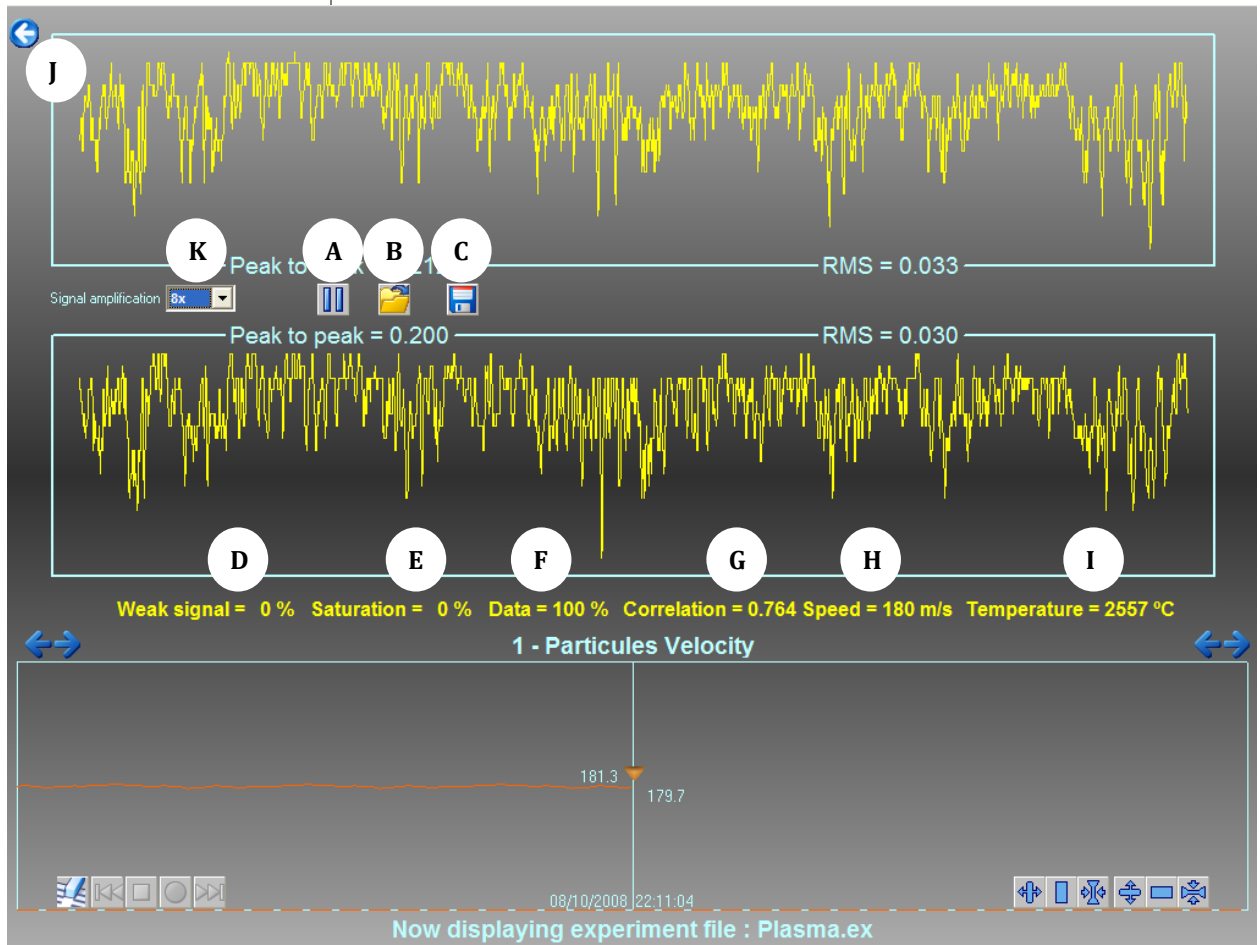 J
K A B C
Peak to RMS = 0.033
Signal amplification 8x
Peak to peak = 0.200 RMS = 0.030
D E F G H I
Weak signal = 0 % Saturation = 0 % Data = 100 % Correlation = 0.764 Speed = 180 m/s Temperature = 2557 ºC
1 - Particules Velocity
181.3
179.7
08/10/2008 22:11:04
Now displaying experiment file : Plasma.ex